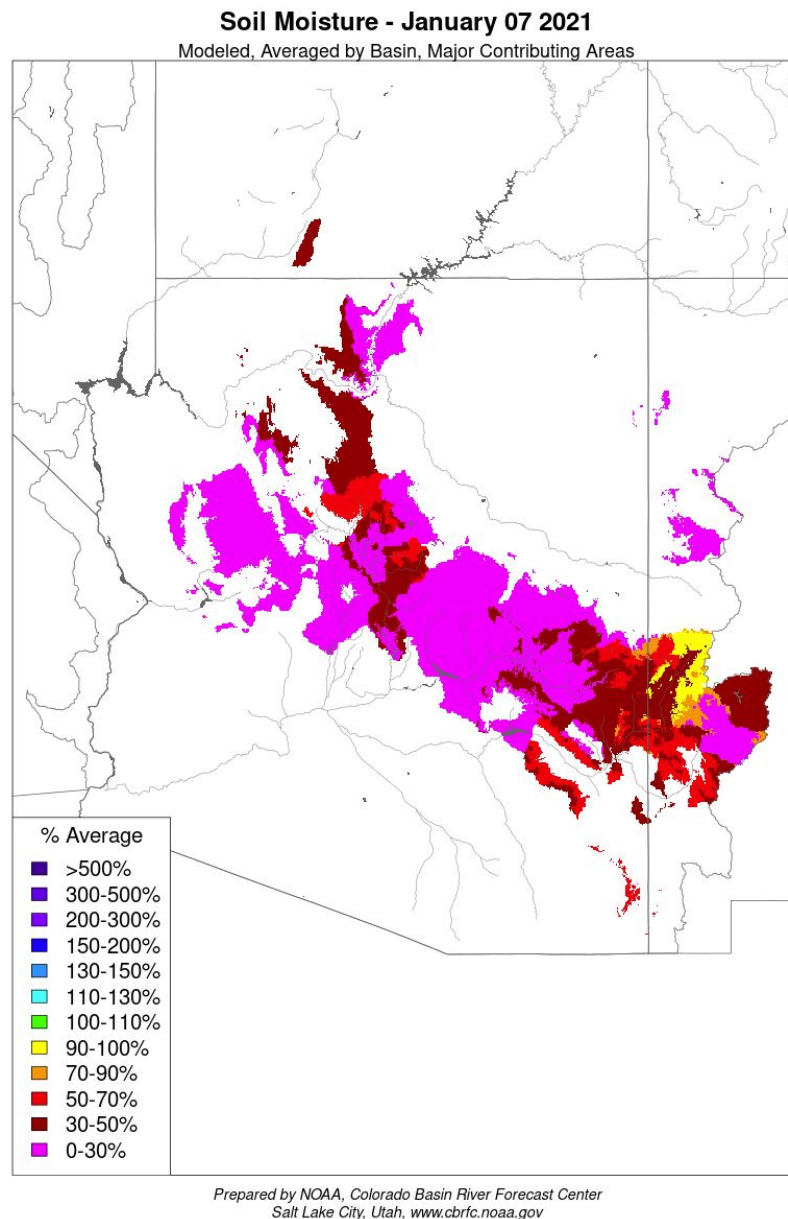 Soil Moisture - January 07 2021
Modeled, Averaged by Basin, Major Contributing Areas
% Average
>500%
300-500%
200-300%
150-200%
130-150%
110-130%
100-110%
90-100%
70-90%
50-70%
30-50%
0-30%
Prepared by NOAA, Colorado Basin River Forecast Center
Salt Lake City, Utah, www.cbrfc.noaa.gov